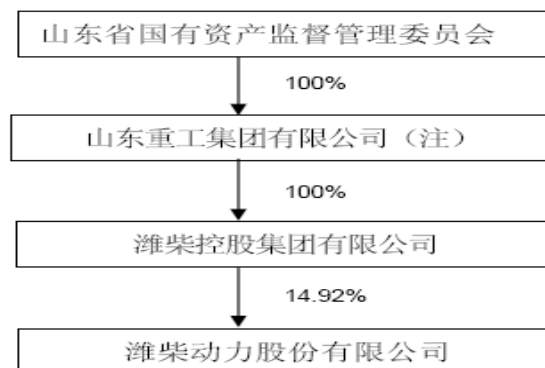 山东省国有资产监督管理委员会
100%
山东重工集团有限公司（注）
100%
潍柴控股集团有限公司
14.92%
潍柴动力股份有限公司